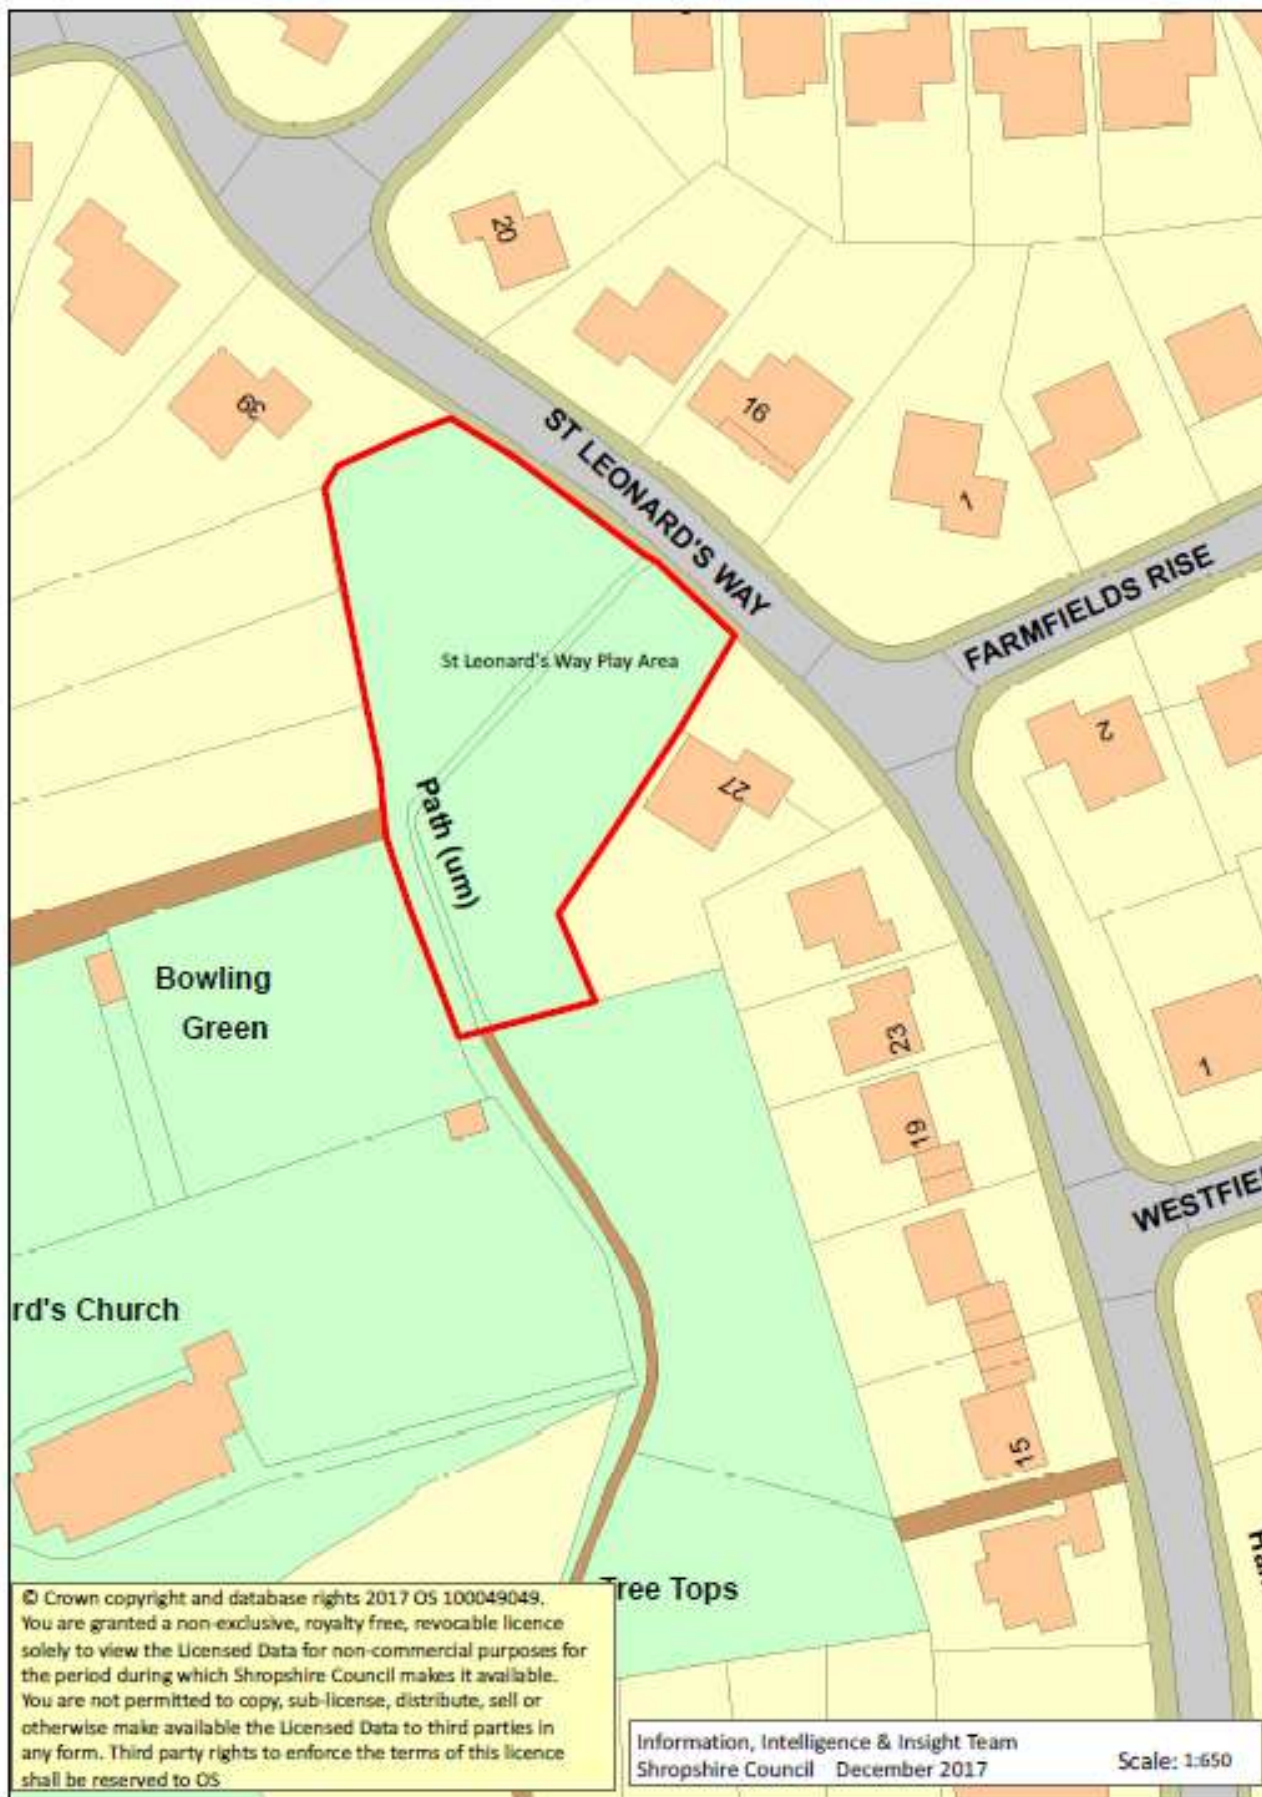 20
39
16
1
ST LEONARD'S WAY
FARMFIELDS RISE
St Leonard's Way Play Area
2
27
Path (um)
Bowling
Green
23
1
19
WESTFIE
rd's Church
15
Tree Tops
© Crown copyright and database rights 2017 OS 100049049.
You are granted a non-exclusive, royalty free, revocable licence
solely to view the Licensed Data for non-commercial purposes for
the period during which Shropshire Council makes it available.
You are not permitted to copy, sub-license, distribute, sell or
otherwise make available the Licensed Data to third parties in
any form. Third party rights to enforce the terms of this licence
shall be reserved to OS
Information, Intelligence & Insight Team
Shropshire Council December 2017
Scale: 1:650